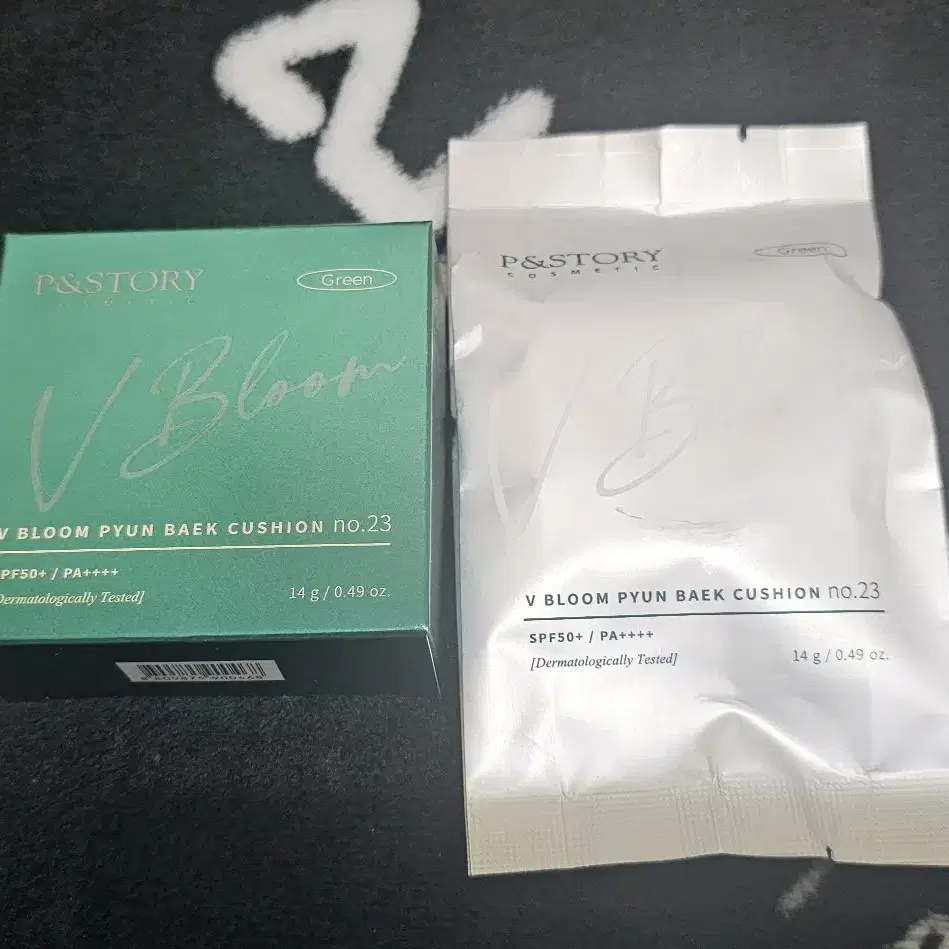 P&STORY
COSMETIC
Green
V Bloom
V BLOOM PYUN BAEK CUSHION no.23
SPF50+ / PA++++
[Dermatologically Tested]
14 g / 0.49 oz.
P&STORY
COSMETIC
Green
V B
V BLOOM PYUN BAEK CUSHION no.23
SPF50+ / PA++++
[Dermatologically Tested]
14 g / 0.49 oz.